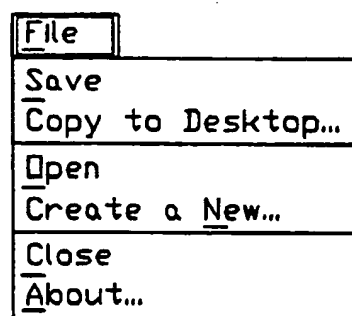 File
Save
Copy to Desktop...
Open
Create a New...
Close
About...